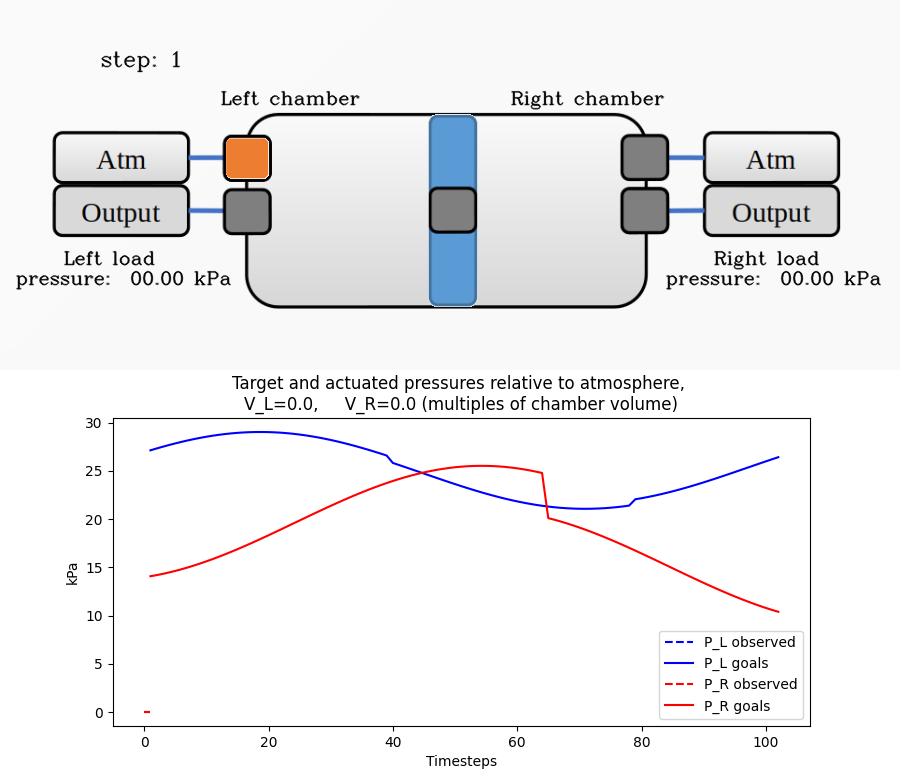 step: 1
Left chamber
Right chamber
Atm
Atm
Output
Output
Left load
pressure: 00.00 kPa
Right load
pressure: 00.00 kPa
Target and actuated pressures relative to atmosphere,
V_L=0.0, V_R=0.0 (multiples of chamber volume)
30
25
20
15
10
5
0
kPa
P_L observed
P_L goals
P_R observed
P_R goals
0 20 40 60 80 100
Timesteps